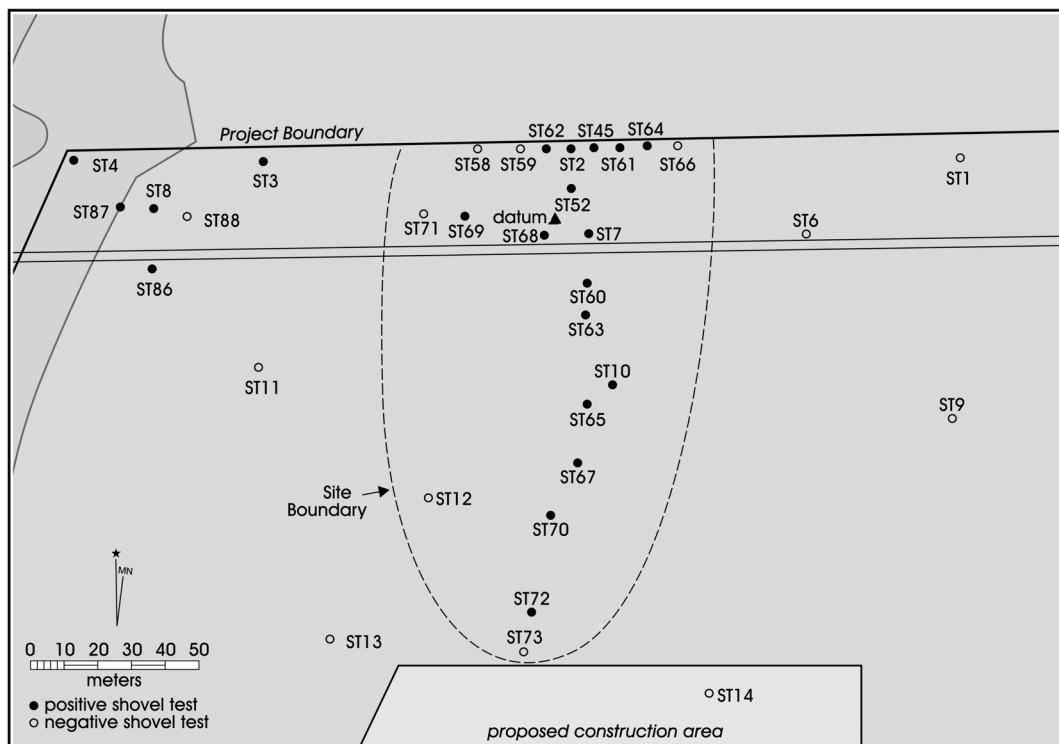 Project Boundary
ST62 ST45 ST64
ST4 ST3 ST58 ST59 ST2 ST61 ST66 ST1
ST87 ST8 ST88 ST71 ST69 ST52
datum
ST68 ST7 ST6
ST86 ST60
ST63
ST11 ST10
ST65 ST9
ST67
Site
Boundary
ST12
ST70
MN
ST72
ST13 ST73
0 10 20 30 40 50
meters
positive shovel test
negative shovel test
ST14
proposed construction area